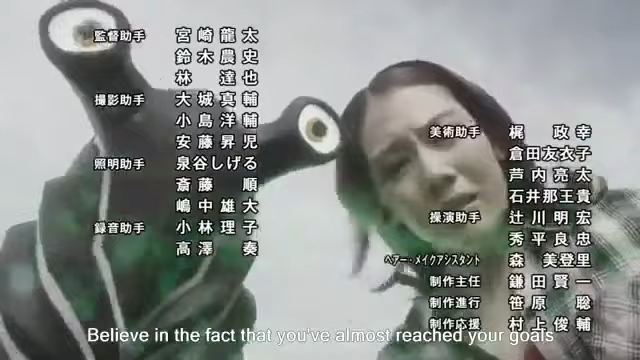 監督助手 宮崎龍太
鈴木農史
林 達也
撮影助手 大城真輔
小島洋輔
安藤昇児
照明助手 泉谷しげる
斎藤 順
嶋中雄大
録音助手 小林理子
高澤 奏
美術助手 梶 政幸
倉田友衣子
芦内亮太
石井那王貴
操演助手 辻川明宏
秀平良忠
ヘアー・メイクアシスタント 森 美登里
制作主任 鎌田賢一
制作進行 笹原 聡
制作応援 村上俊輔
Believe in the fact that you've almost reached your goals